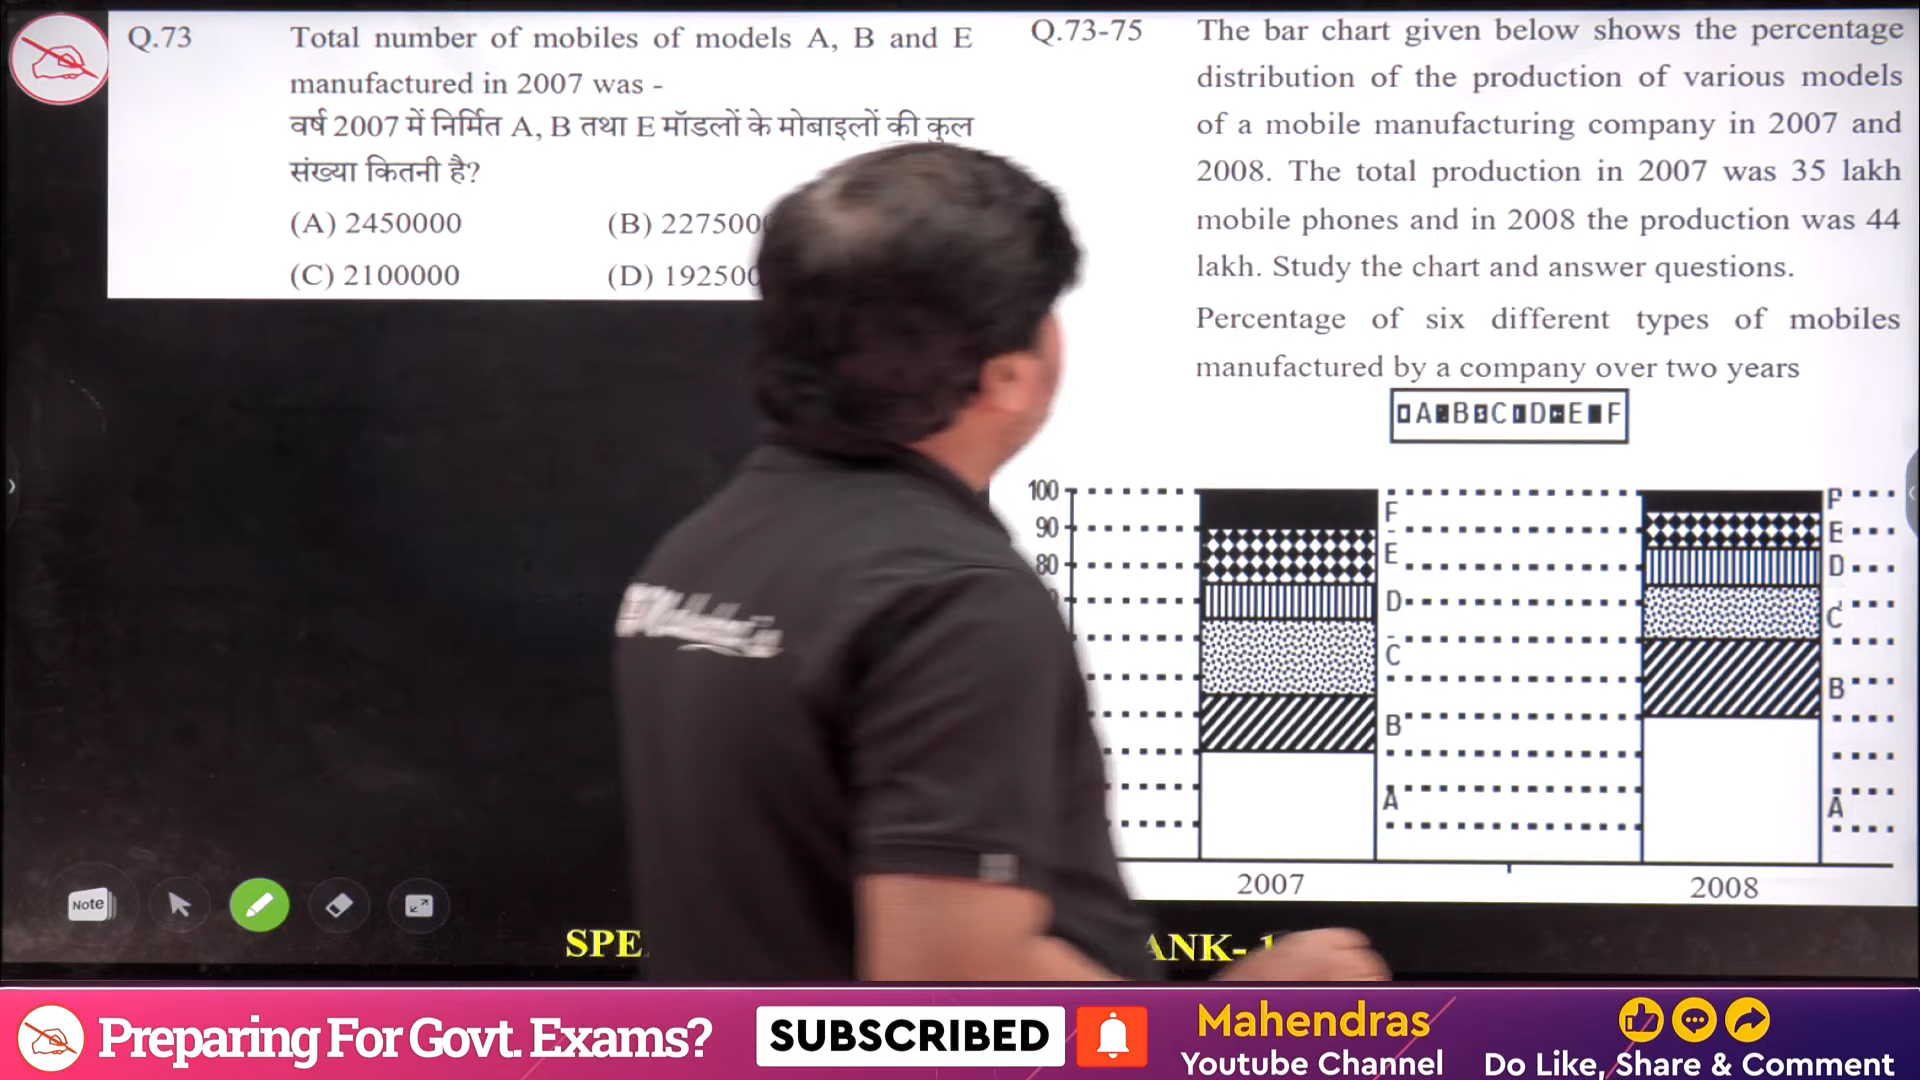 Q.73
Total number of mobiles of models A, B and E
manufactured in 2007 was -
वर्ष 2007 में निर्मित A, B तथा E मॉडलों के मोबाइलों की कुल
संख्या कितनी है?
(A) 2450000
(B) 227500
(C) 2100000
(D) 19250
Q.73-75
The bar chart given below shows the percentage
distribution of the production of various models
of a mobile manufacturing company in 2007 and
2008. The total production in 2007 was 35 lakh
mobile phones and in 2008 the production was 44
lakh. Study the chart and answer questions.
Percentage of six different types of mobiles
manufactured by a company over two years
A B C D E F
100
90
80
F
E
D
C
B
A
F
E
D
C
B
A
2007
2008
Note
SPE
ANK-
Preparing For Govt. Exams?
SUBSCRIBED
Mahendras
Youtube Channel
Do Like, Share & Comment